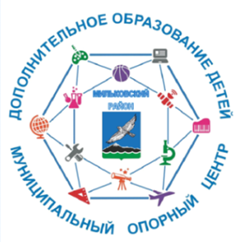 ДОПОЛНИТЕЛЬНОЕ ОБРАЗОВАНИЕ ДЕТЕЙ
МИЛЬКОВСКИЙ
РАЙОН
МУНИЦИПАЛЬНЫЙ ОПОРНЫЙ ЦЕНТР